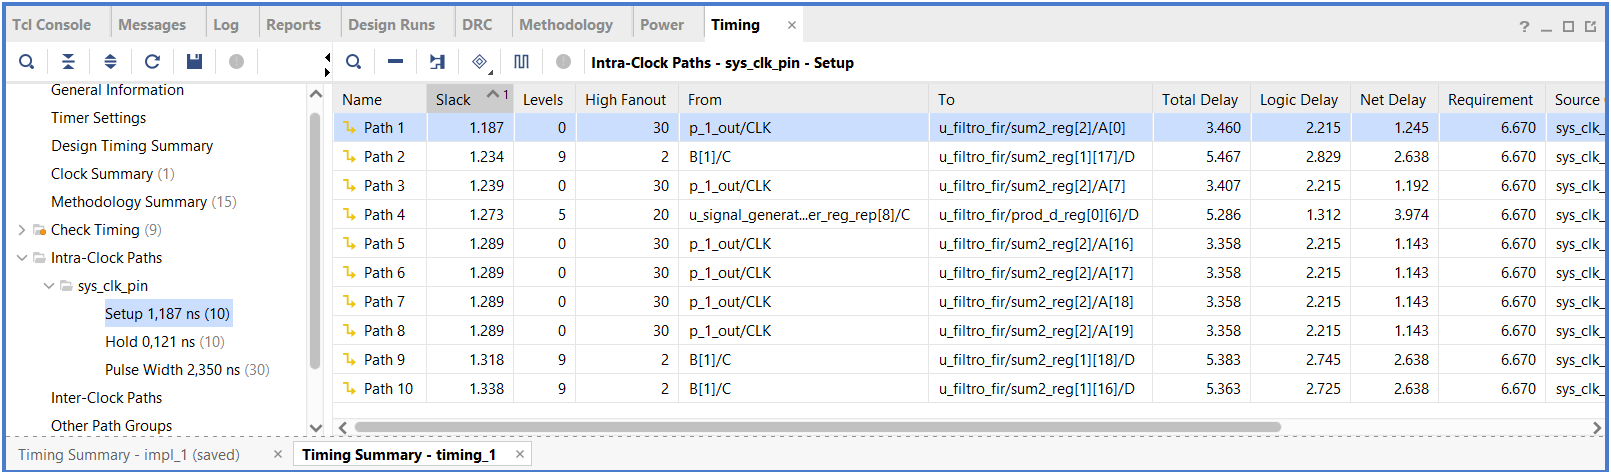 Tcl Console Messages Log Reports Design Runs DRC Methodology Power Timing × ?
Intra-Clock Paths - sys_clk_pin - Setup
General Information
Timer Settings
Design Timing Summary
Clock Summary (1)
Methodology Summary (15)
Check Timing (9)
Intra-Clock Paths
sys_clk_pin
Setup 1,187 ns (10)
Hold 0,121 ns (10)
Pulse Width 2,350 ns (30)
Inter-Clock Paths
Other Path Groups
Name Slack 1 Levels High Fanout From To Total Delay Logic Delay Net Delay Requirement Source
Path 1 1.187 0 30 p_1_out/CLK u_filtro_fir/sum2_reg[2]/A[0] 3.460 2.215 1.245 6.670 sys_clk_
Path 2 1.234 9 2 B[1]/C u_filtro_fir/sum2_reg[1][17]/D 5.467 2.829 2.638 6.670 sys_clk_
Path 3 1.239 0 30 p_1_out/CLK u_filtro_fir/sum2_reg[2]/A[7] 3.407 2.215 1.192 6.670 sys_clk_
Path 4 1.273 5 20 u_signal_generat...er_reg_rep[8]/C u_filtro_fir/prod_d_reg[0][6]/D 5.286 1.312 3.974 6.670 sys_clk_
Path 5 1.289 0 30 p_1_out/CLK u_filtro_fir/sum2_reg[2]/A[16] 3.358 2.215 1.143 6.670 sys_clk_
Path 6 1.289 0 30 p_1_out/CLK u_filtro_fir/sum2_reg[2]/A[17] 3.358 2.215 1.143 6.670 sys_clk_
Path 7 1.289 0 30 p_1_out/CLK u_filtro_fir/sum2_reg[2]/A[18] 3.358 2.215 1.143 6.670 sys_clk_
Path 8 1.289 0 30 p_1_out/CLK u_filtro_fir/sum2_reg[2]/A[19] 3.358 2.215 1.143 6.670 sys_clk_
Path 9 1.318 9 2 B[1]/C u_filtro_fir/sum2_reg[1][18]/D 5.383 2.745 2.638 6.670 sys_clk_
Path 10 1.338 9 2 B[1]/C u_filtro_fir/sum2_reg[1][16]/D 5.363 2.725 2.638 6.670 sys_clk_
Timing Summary - impl_1 (saved) × Timing Summary - timing_1 ×